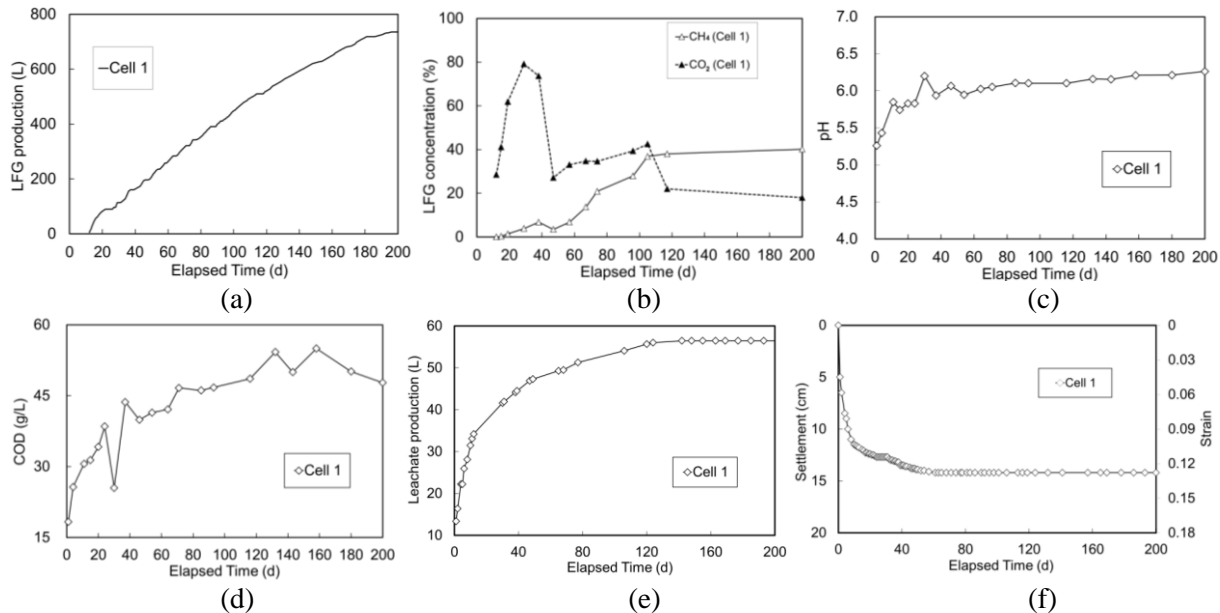 LFG production (L)
800
600
400
200
0
Cell 1
0 20 40 60 80 100 120 140 160 180 200
Elapsed Time (d)
(a)
LFG concentration (%)
100
80
60
40
20
0
CH₄ (Cell 1)
CO₂ (Cell 1)
0 20 40 60 80 100 120 140 160 180 200
Elapsed Time (d)
(b)
pH
7.0
6.5
6.0
5.5
5.0
4.5
4.0
Cell 1
0 20 40 60 80 100 120 140 160 180 200
Elapsed Time (d)
(c)
COD (g/L)
60
45
30
15
Cell 1
0 20 40 60 80 100 120 140 160 180 200
Elapsed Time (d)
(d)
Leachate production (L)
60
50
40
30
20
10
Cell 1
0 40 80 120 160 200
Elapsed Time (d)
(e)
Settlement (cm)
0
5
10
15
20
Cell 1
0
0.03
0.06
0.09
0.12
0.15
0.18
Strain
0 40 80 120 160 200
Elapsed Time (d)
(f)